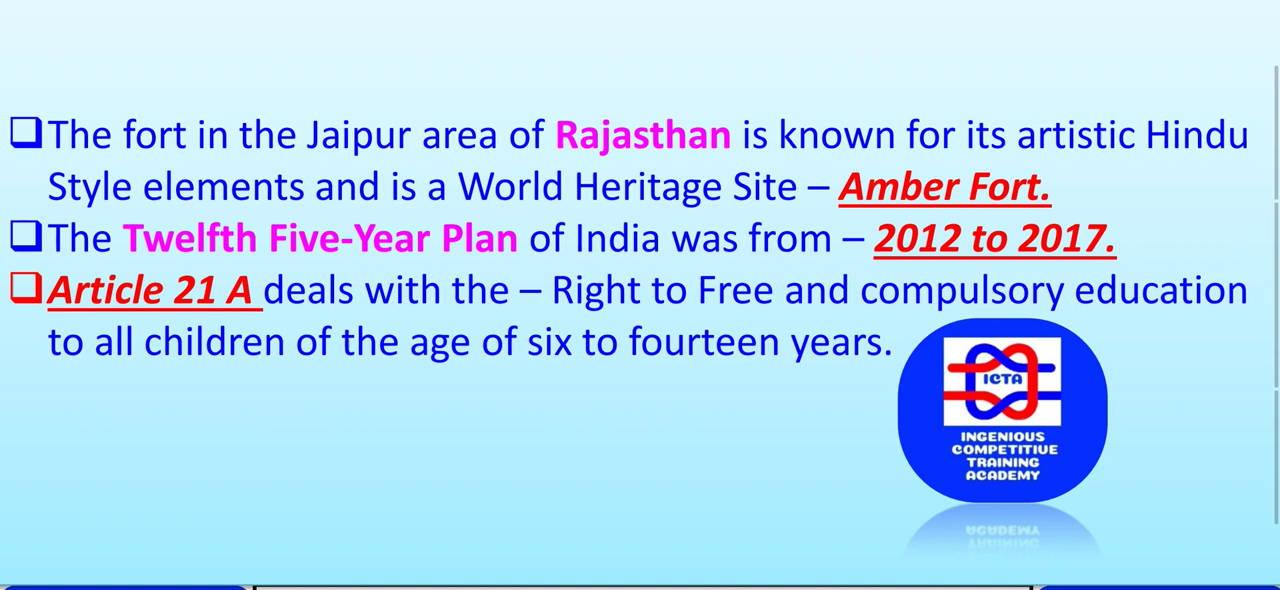 The fort in the Jaipur area of Rajasthan is known for its artistic Hindu
Style elements and is a World Heritage Site – Amber Fort.
The Twelfth Five-Year Plan of India was from – 2012 to 2017.
Article 21 A deals with the – Right to Free and compulsory education
to all children of the age of six to fourteen years.
ICTA
INGENIOUS
COMPETITIVE
TRAINING
ACADEMY